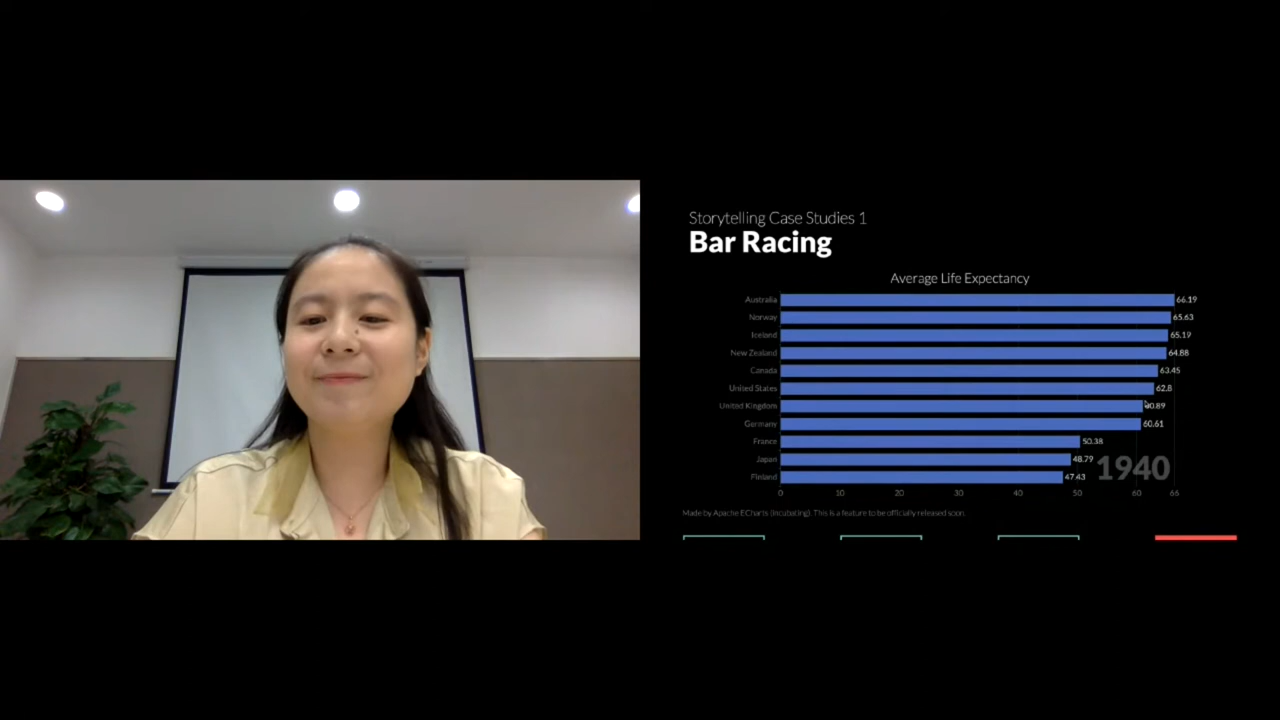 Storytelling Case Studies 1
Bar Racing
Average Life Expectancy
Australia 66.19
Norway 65.63
Iceland 65.19
New Zealand 64.88
Canada 63.45
United States 62.8
United Kingdom 60.89
Germany 60.61
France 50.38
Japan 48.79
Finland 47.43
1940
0 10 20 30 40 50 60 66
Made by Apache ECharts (incubating). This is a feature to be officially released soon.